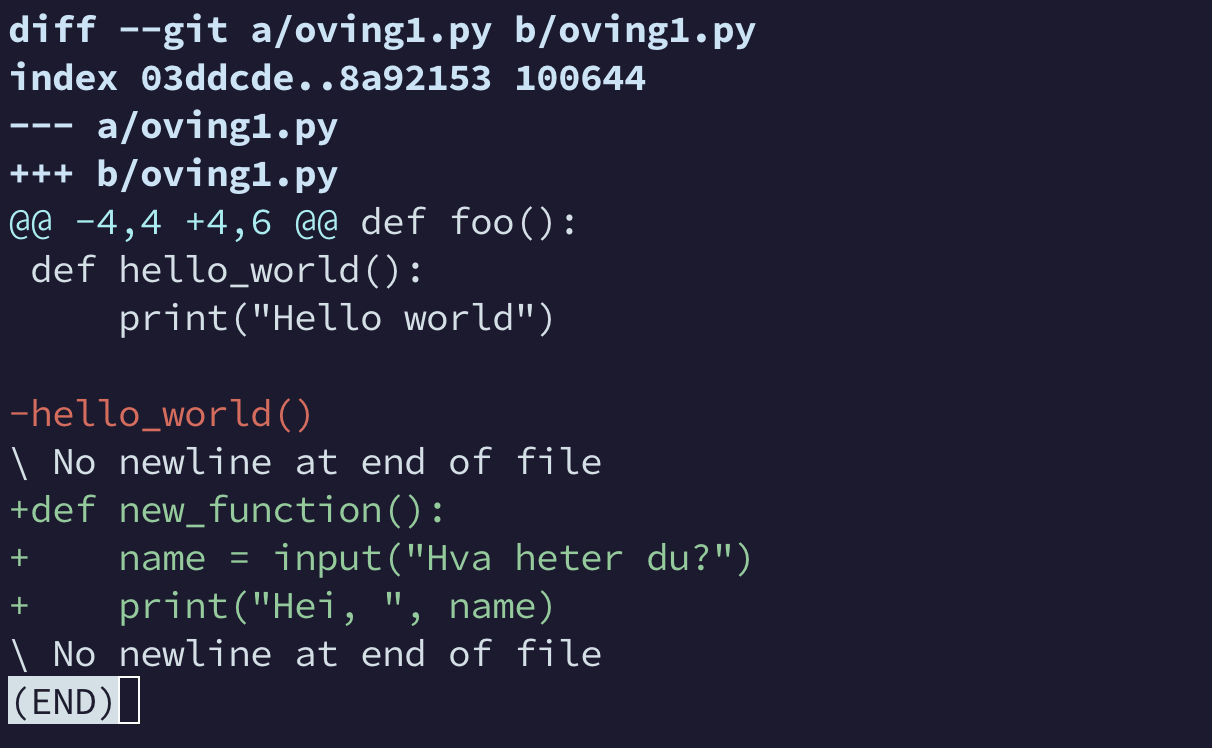 diff --git a/oving1.py b/oving1.py
index 03ddcde..8a92153 100644
--- a/oving1.py
+++ b/oving1.py
@@ -4,4 +4,6 @@ def foo():
 def hello_world():
     print("Hello world")

-hello_world()
\ No newline at end of file
+def new_function():
+    name = input("Hva heter du?")
+    print("Hei, ", name)
\ No newline at end of file
(END)